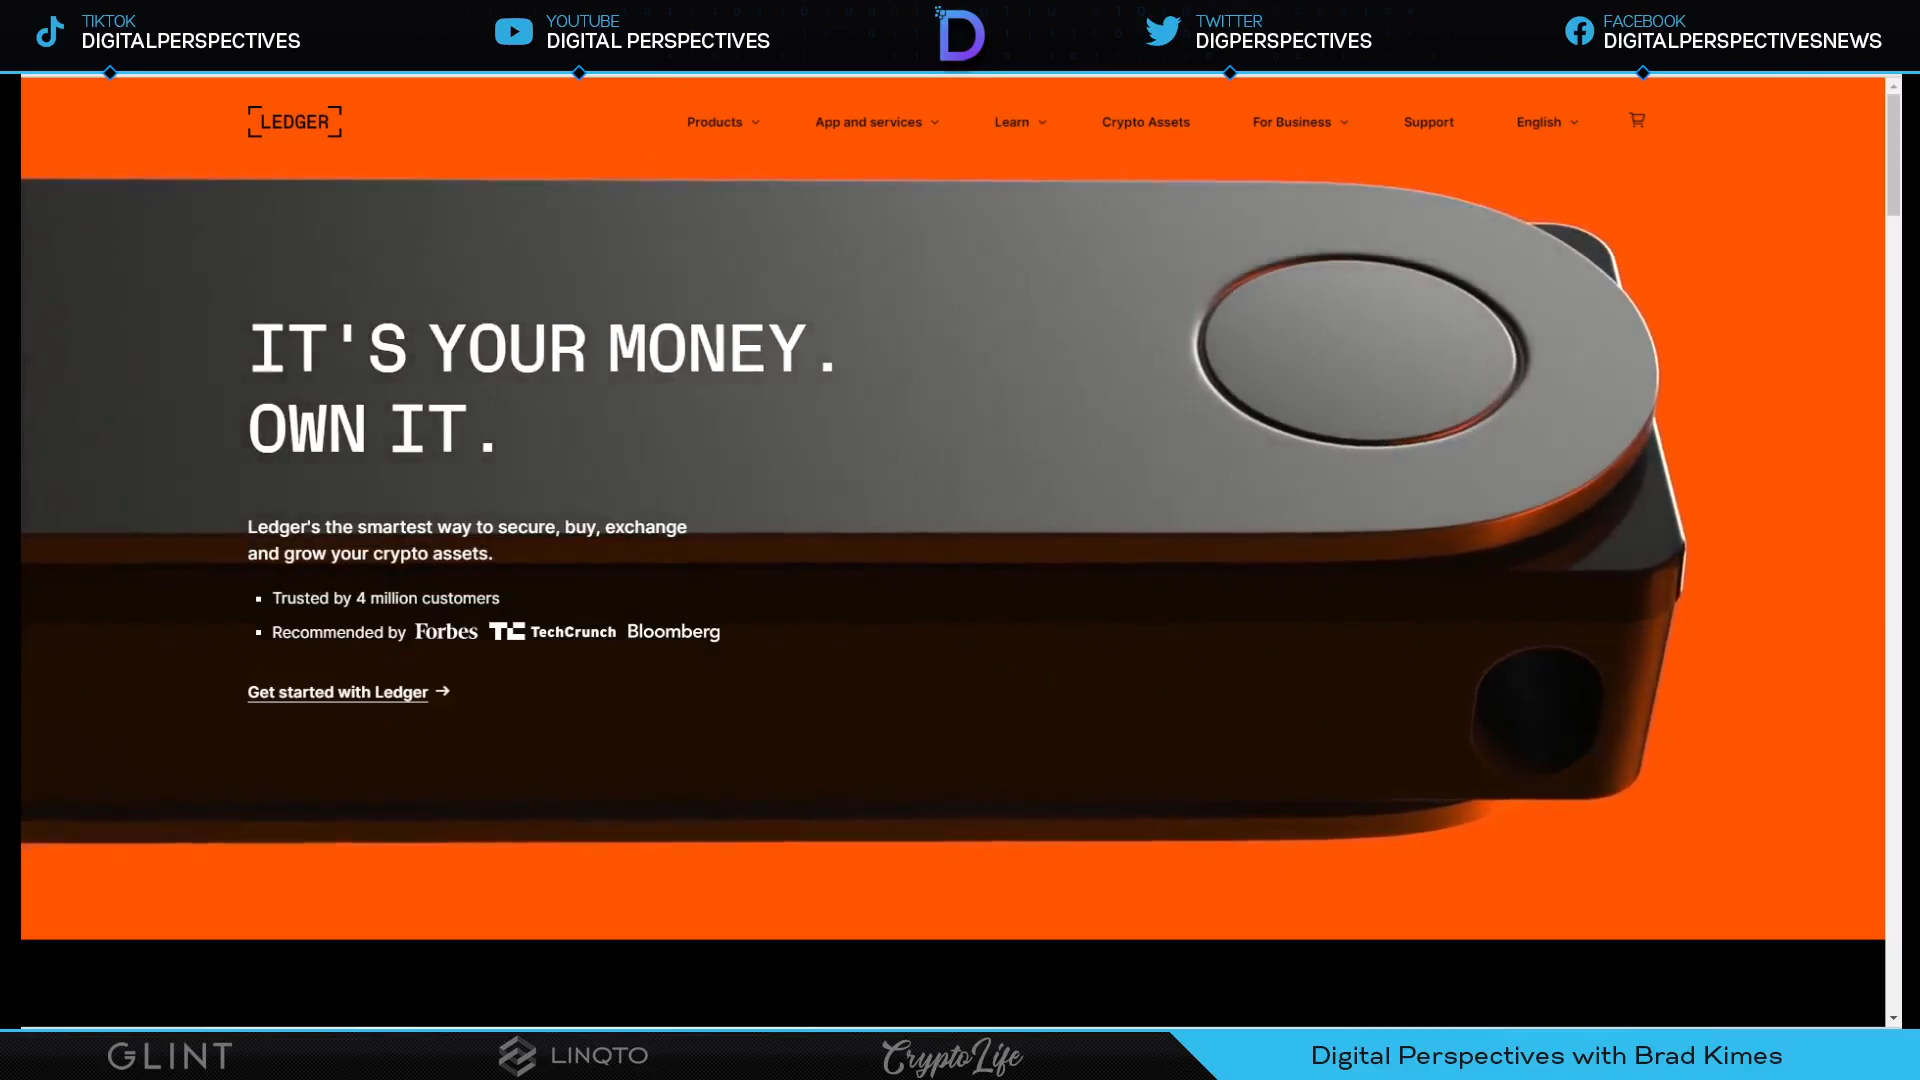 TIKTOK
DIGITALPERSPECTIVES
YOUTUBE
DIGITAL PERSPECTIVES
D
TWITTER
DIGPERSPECTIVES
FACEBOOK
DIGITALPERSPECTIVESNEWS
LEDGER
Products
App and services
Learn
Crypto Assets
For Business
Support
English
IT'S YOUR MONEY.
OWN IT.
Ledger's the smartest way to secure, buy, exchange
and grow your crypto assets.
Trusted by 4 million customers
Recommended by Forbes TC TechCrunch Bloomberg
Get started with Ledger →
GLINT
LINQTO
CryptoLife
Digital Perspectives with Brad Kimes